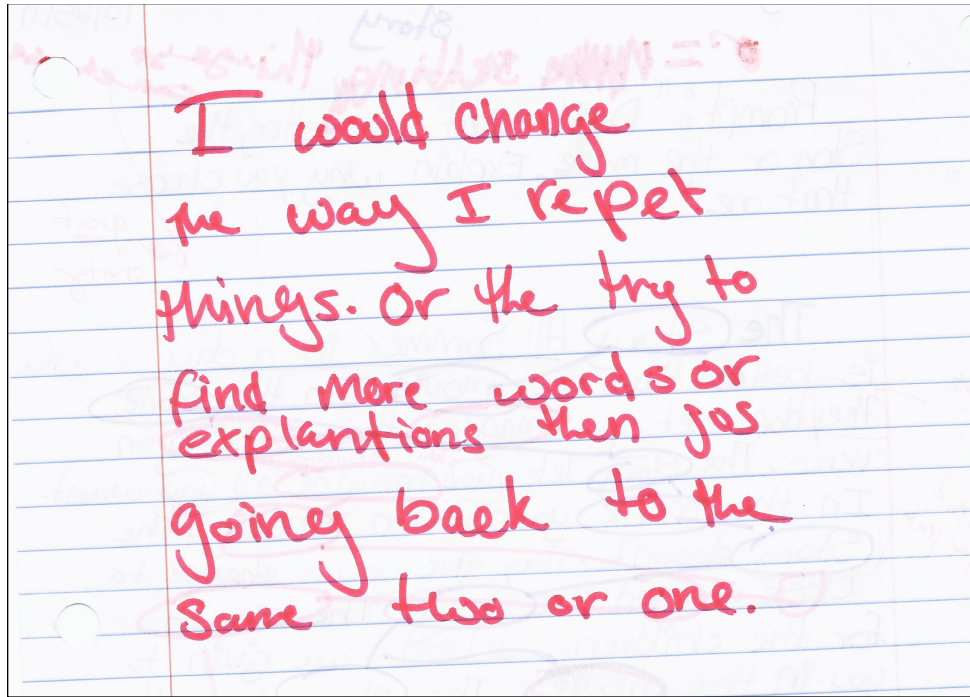 I would change
the way I repet
things. Or the try to
find more words or
explantions then jos
going back to the
same two or one.